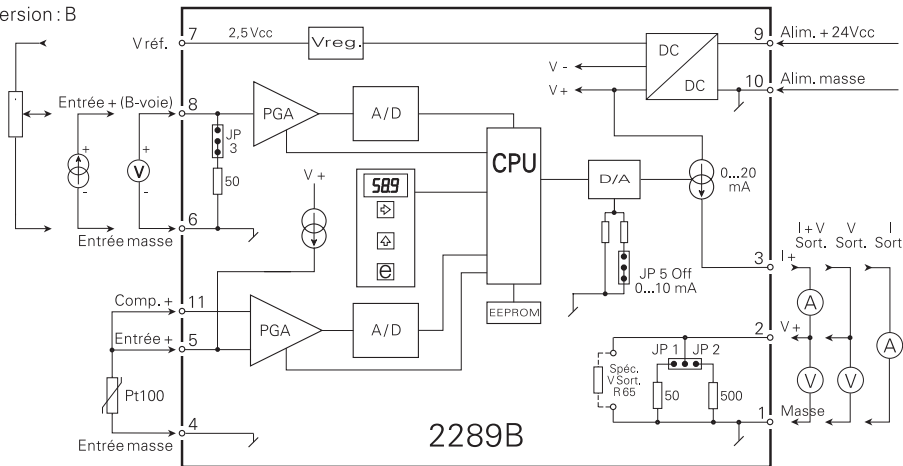 ersion : B
V réf.
7
2,5 Vcc
Vreg.
DC
DC
9
Alim. + 24Vcc
10
Alim. masse
V -
V+
Entrée + (B-voie)
8
PGA
A/D
JP
3
50
+
-
V
+
-
6
Entrée masse
V +
58.9
e
CPU
EEPROM
D/A
0...20
mA
JP 5 Off
0...10 mA
I + V
Sort.
V
Sort.
I
Sort
3
I+
A
Comp. +
11
Entrée +
5
PGA
A/D
2
V+
A
JP 1
JP 2
Spéc.
V Sort.
R 65
50
500
V
V
Pt100
4
Entrée masse
1
Masse
2289B